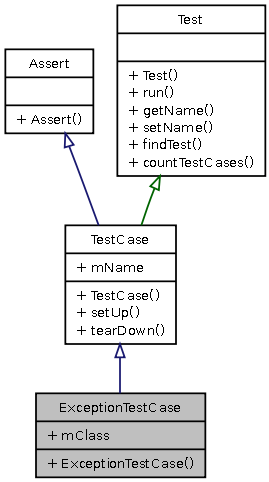 Test
+ Test()
+ run()
+ getName()
+ setName()
+ findTest()
+ countTestCases()
Assert
+ Assert()
TestCase
+ mName
+ TestCase()
+ setUp()
+ tearDown()
ExceptionTestCase
+ mClass
+ ExceptionTestCase()